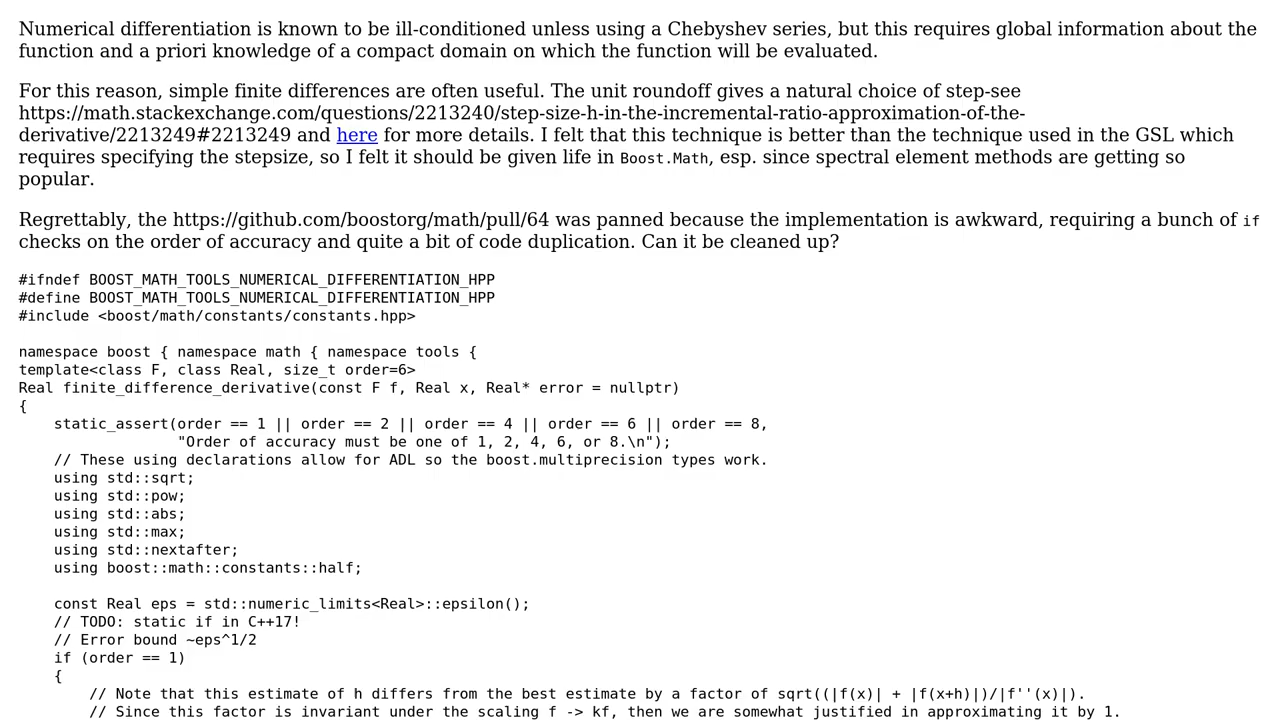 Numerical differentiation is known to be ill-conditioned unless using a Chebyshev series, but this requires global information about the
function and a priori knowledge of a compact domain on which the function will be evaluated.
For this reason, simple finite differences are often useful. The unit roundoff gives a natural choice of step-see
https://math.stackexchange.com/questions/2213240/step-size-h-in-the-incremental-ratio-approximation-of-the-
derivative/2213249#2213249 and here for more details. I felt that this technique is better than the technique used in the GSL which
requires specifying the stepsize, so I felt it should be given life in Boost.Math, esp. since spectral element methods are getting so
popular.
Regrettably, the https://github.com/boostorg/math/pull/64 was panned because the implementation is awkward, requiring a bunch of if
checks on the order of accuracy and quite a bit of code duplication. Can it be cleaned up?
#ifndef BOOST_MATH_TOOLS_NUMERICAL_DIFFERENTIATION_HPP
#define BOOST_MATH_TOOLS_NUMERICAL_DIFFERENTIATION_HPP
#include <boost/math/constants/constants.hpp>
namespace boost { namespace math { namespace tools {
template<class F, class Real, size_t order=6>
Real finite_difference_derivative(const F f, Real x, Real* error = nullptr)
{
    static_assert(order == 1 || order == 2 || order == 4 || order == 6 || order == 8,
                  "Order of accuracy must be one of 1, 2, 4, 6, or 8.\n");
    // These using declarations allow for ADL so the boost.multiprecision types work.
    using std::sqrt;
    using std::pow;
    using std::abs;
    using std::max;
    using std::nextafter;
    using boost::math::constants::half;
    const Real eps = std::numeric_limits<Real>::epsilon();
    // TODO: static if in C++17!
    // Error bound ~eps^1/2
    if (order == 1)
    {
        // Note that this estimate of h differs from the best estimate by a factor of sqrt((|f(x)| + |f(x+h)|)/|f''(x)|).
        // Since this factor is invariant under the scaling f -> kf, then we are somewhat justified in approximating it by 1.